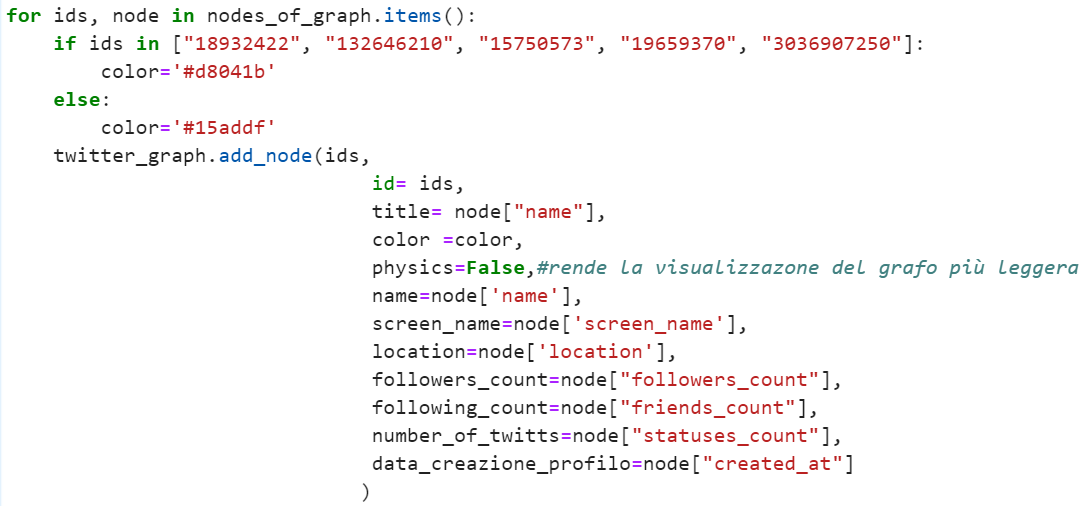 for ids, node in nodes_of_graph.items():
    if ids in ["18932422", "132646210", "15750573", "19659370", "3036907250"]:
        color='#d8041b'
    else:
        color='#15addf'
    twitter_graph.add_node(ids,
                               id= ids,
                               title= node["name"],
                               color =color,
                               physics=False,#rende la visualizzazone del grafo più leggera
                               name=node['name'],
                               screen_name=node['screen_name'],
                               location=node['location'],
                               followers_count=node["followers_count"],
                               following_count=node["friends_count"],
                               number_of_twitts=node["statuses_count"],
                               data_creazione_profilo=node["created_at"]
                              )